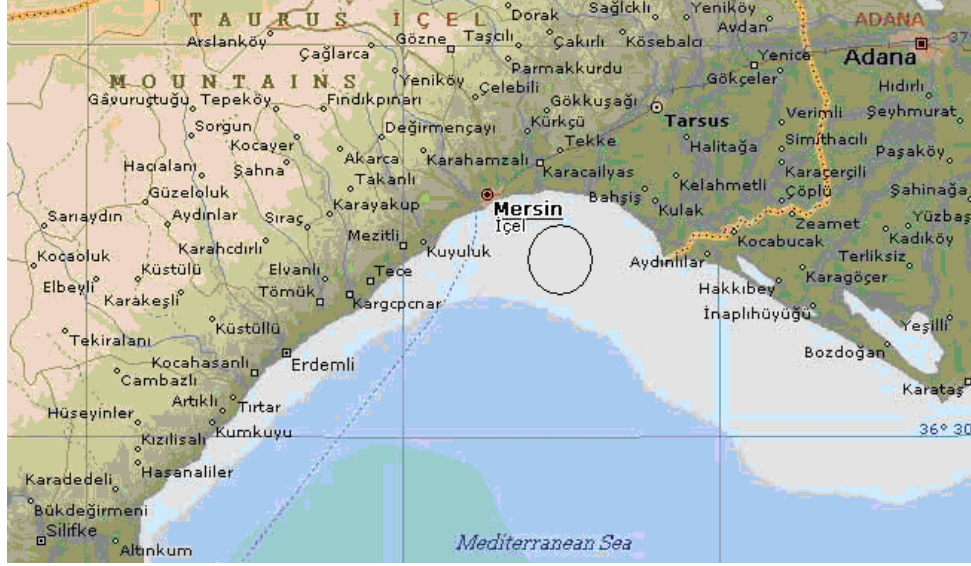 TAURUS İÇEL
Dorak
Sağlcklı
Yeniköy
Avdan
ADANA
Arslanköy
Çağlarca
Gözne
Taşcılı
Çakırlı
Kösebalcı
Yenice
37
Adana
MOUNTAINS
Yeniköy
Parmakkurdu
Gökçeler
Hıdırlı
Gâvuruçtuğu
Tepeköy
Fındıkpınarı
Çelebili
Gökkuşağı
Tarsus
Verimli
Şeyhmurat
Sorgun
Kocayer
Değirmençayı
Kürkçü
Tekke
Halitağa
Simithacılı
Paşaköy
Hacıalanı
Şahna
Akarca
Karahamzalı
Karacailyas
Karaçerçili
Güzeloluk
Takanlı
Bahşiş
Kelahmetli
Çöplü
Şahinağa
Sarıaydın
Aydınlar
Sıraç
Karayakup
Mersin
İçel
Kulak
Zeamet
Yüzbaş
Karahcdırlı
Mezitli
Kuyuluk
Kocabucak
Kadıköy
Kocaoluk
Küstülü
Elvanlı
Tece
Aydınlılar
Terliksiz
Elbeyli
Karakeşli
Tömük
Kargcpcnar
Hakkıbey
Karagöçer
Küstüllü
İnaplıhüyüğü
Yeşilli
Tekiralanı
Kocahasanlı
Erdemli
Bozdoğan
Cambazlı
Karataş
Hüseyinler
Artıklı
Tırtar
Kumkuyu
36° 30
Kızılisalı
Hasanaliler
Karadedeli
Bükdeğirmeni
Silifke
Altınkum
Mediterranean Sea